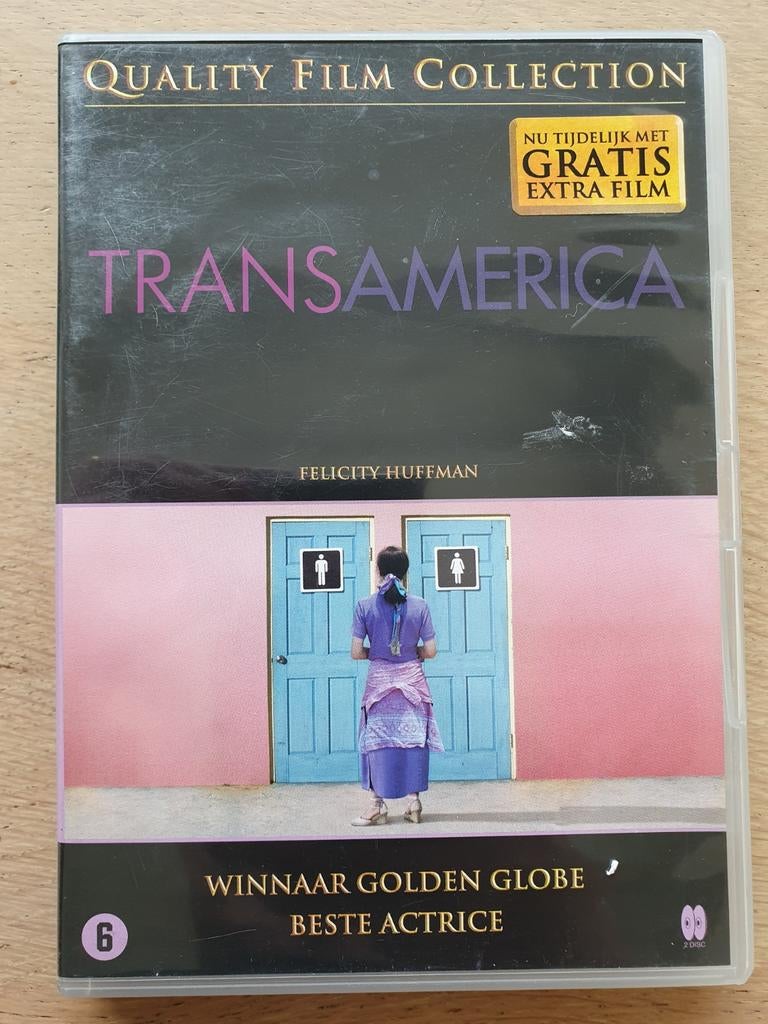 QUALITY FILM COLLECTION
NU TIJDELIJK MET
GRATIS
EXTRA FILM
TRANSAMERICA
FELICITY HUFFMAN
WINNAAR GOLDEN GLOBE
BESTE ACTRICE
6
2 DISC